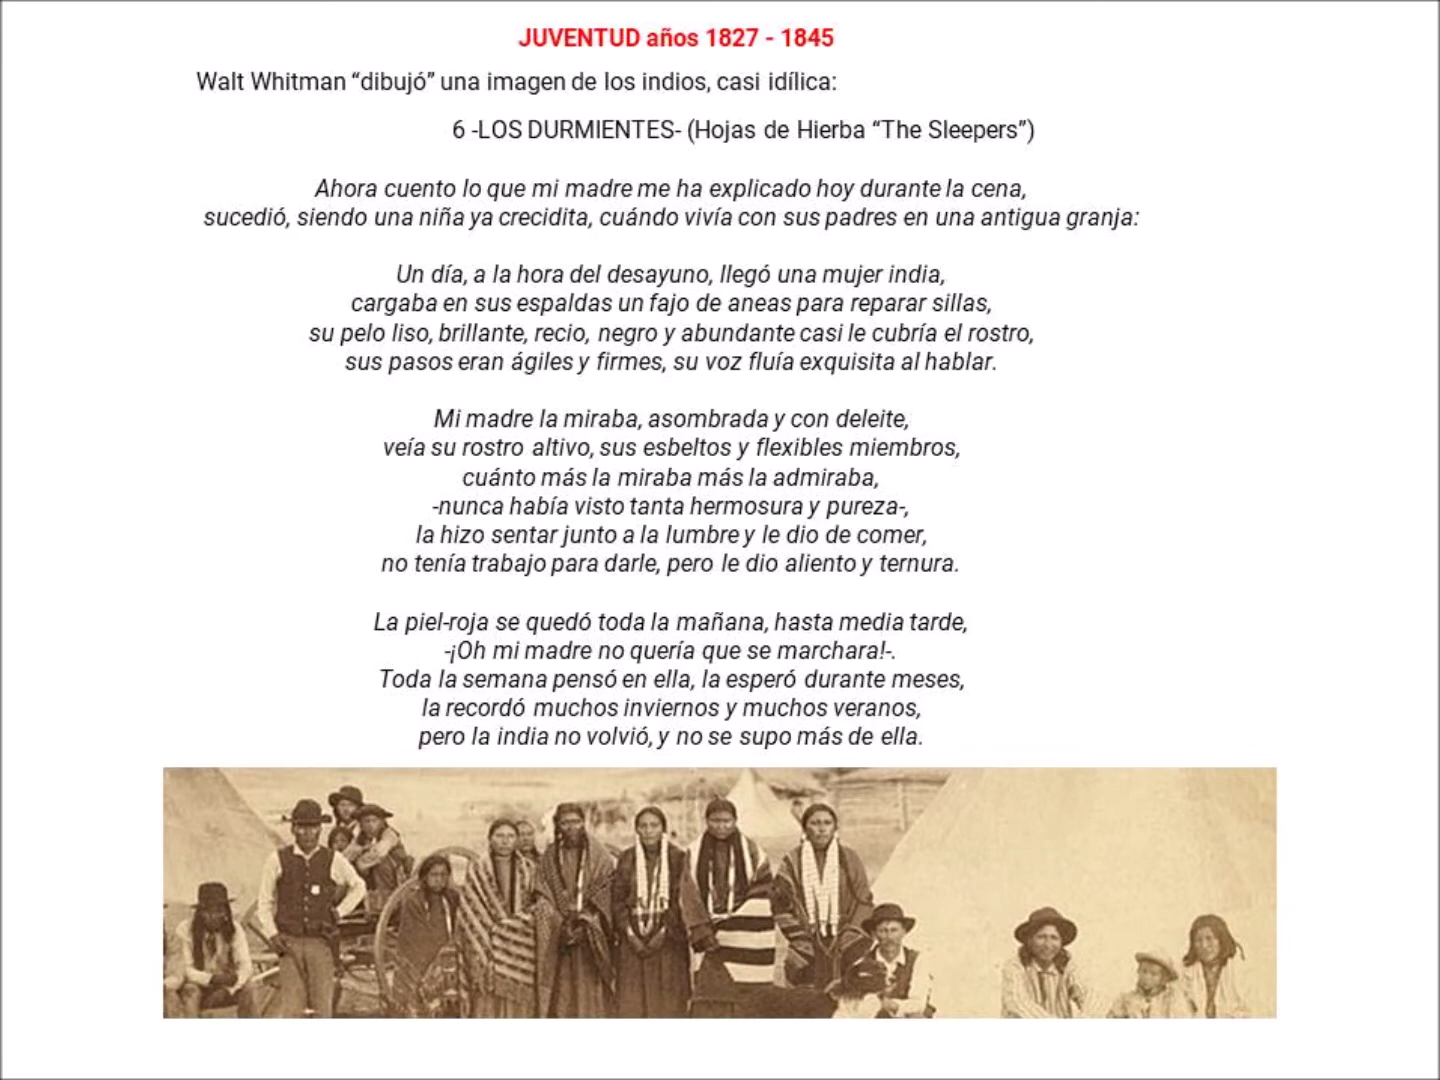 JUVENTUD años 1827 - 1845
Walt Whitman “dibujó” una imagen de los indios, casi idílica:
6 -LOS DURMIENTES- (Hojas de Hierba “The Sleepers”)
Ahora cuento lo que mi madre me ha explicado hoy durante la cena,
sucedió, siendo una niña ya crecidita, cuándo vivía con sus padres en una antigua granja:
Un día, a la hora del desayuno, llegó una mujer india,
cargaba en sus espaldas un fajo de aneas para reparar sillas,
su pelo liso, brillante, recio, negro y abundante casi le cubría el rostro,
sus pasos eran ágiles y firmes, su voz fluía exquisita al hablar.
Mi madre la miraba, asombrada y con deleite,
veía su rostro altivo, sus esbeltos y flexibles miembros,
cuánto más la miraba más la admiraba,
-nunca había visto tanta hermosura y pureza-,
la hizo sentar junto a la lumbre y le dio de comer,
no tenía trabajo para darle, pero le dio aliento y ternura.
La piel-roja se quedó toda la mañana, hasta media tarde,
-¡Oh mi madre no quería que se marchara!-.
Toda la semana pensó en ella, la esperó durante meses,
la recordó muchos inviernos y muchos veranos,
pero la india no volvió, y no se supo más de ella.